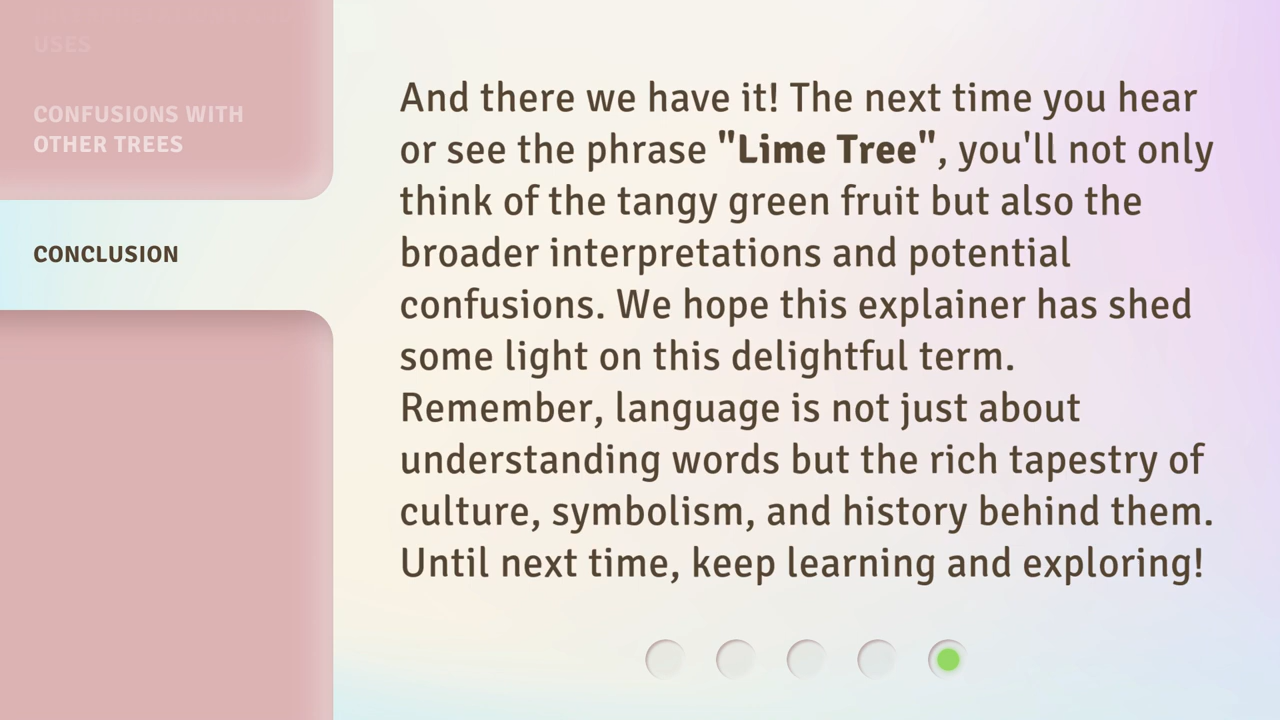 USES
CONFUSIONS WITH
OTHER TREES
CONCLUSION
And there we have it! The next time you hear
or see the phrase "Lime Tree", you'll not only
think of the tangy green fruit but also the
broader interpretations and potential
confusions. We hope this explainer has shed
some light on this delightful term.
Remember, language is not just about
understanding words but the rich tapestry of
culture, symbolism, and history behind them.
Until next time, keep learning and exploring!